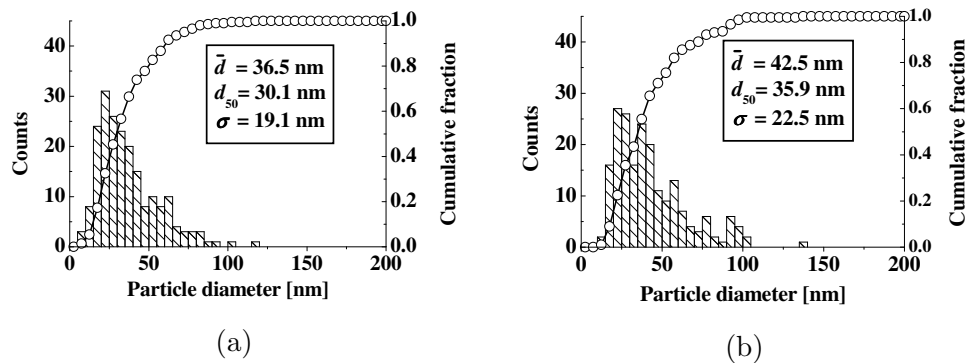 40
30
20
10
0
Counts
1.0
0.8
0.6
0.4
0.2
0.0
Cumulative fraction
d̄ = 36.5 nm
d50 = 30.1 nm
σ = 19.1 nm
0 50 100 150 200
Particle diameter [nm]
(a)
40
30
20
10
0
Counts
1.0
0.8
0.6
0.4
0.2
0.0
Cumulative fraction
d̄ = 42.5 nm
d50= 35.9 nm
σ = 22.5 nm
0 50 100 150 200
Particle diameter [nm]
(b)